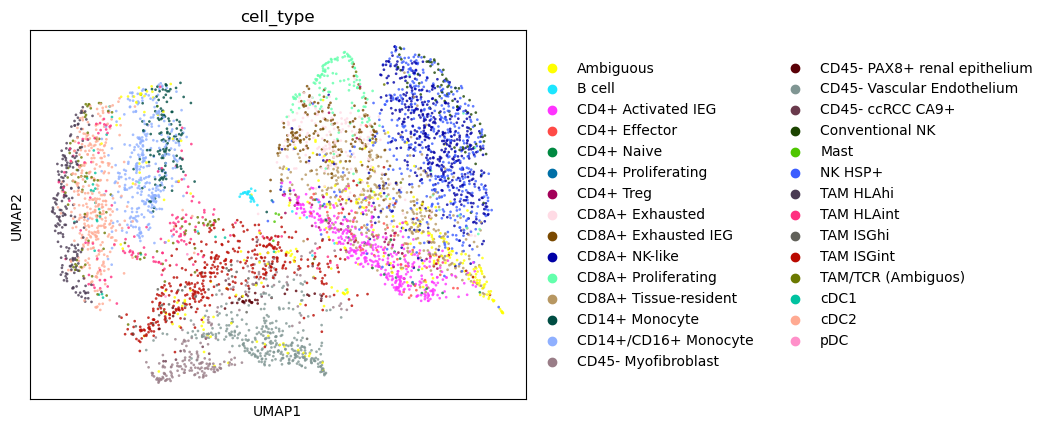 cell_type
UMAP2
UMAP1
Ambiguous
B cell
CD4+ Activated IEG
CD4+ Effector
CD4+ Naive
CD4+ Proliferating
CD4+ Treg
CD8A+ Exhausted
CD8A+ Exhausted IEG
CD8A+ NK-like
CD8A+ Proliferating
CD8A+ Tissue-resident
CD14+ Monocyte
CD14+/CD16+ Monocyte
CD45- Myofibroblast
CD45- PAX8+ renal epithelium
CD45- Vascular Endothelium
CD45- ccRCC CA9+
Conventional NK
Mast
NK HSP+
TAM HLAhi
TAM HLAint
TAM ISGhi
TAM ISGint
TAM/TCR (Ambiguos)
cDC1
cDC2
pDC